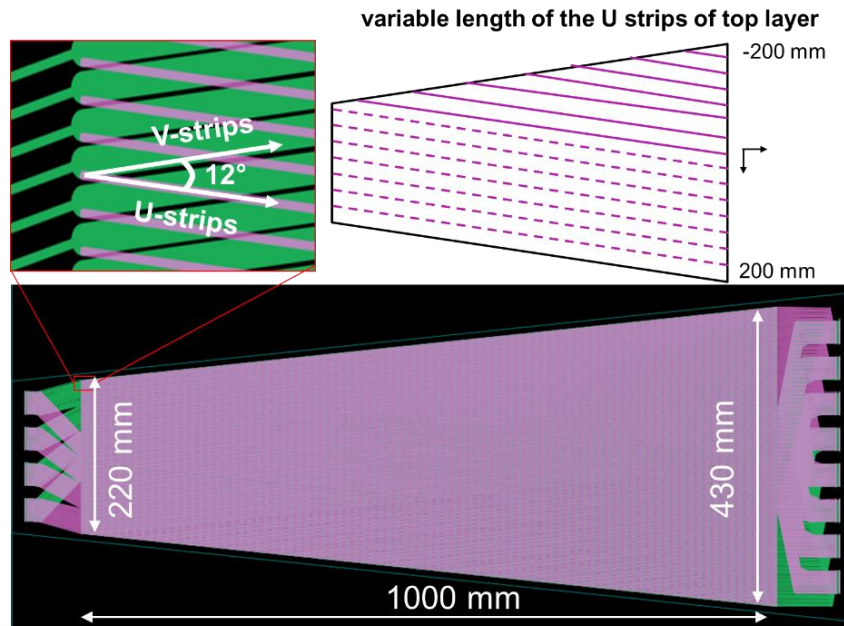 variable length of the U strips of top layer
-200 mm
V-strips
12°
U-strips
200 mm
220 mm
430 mm
1000 mm